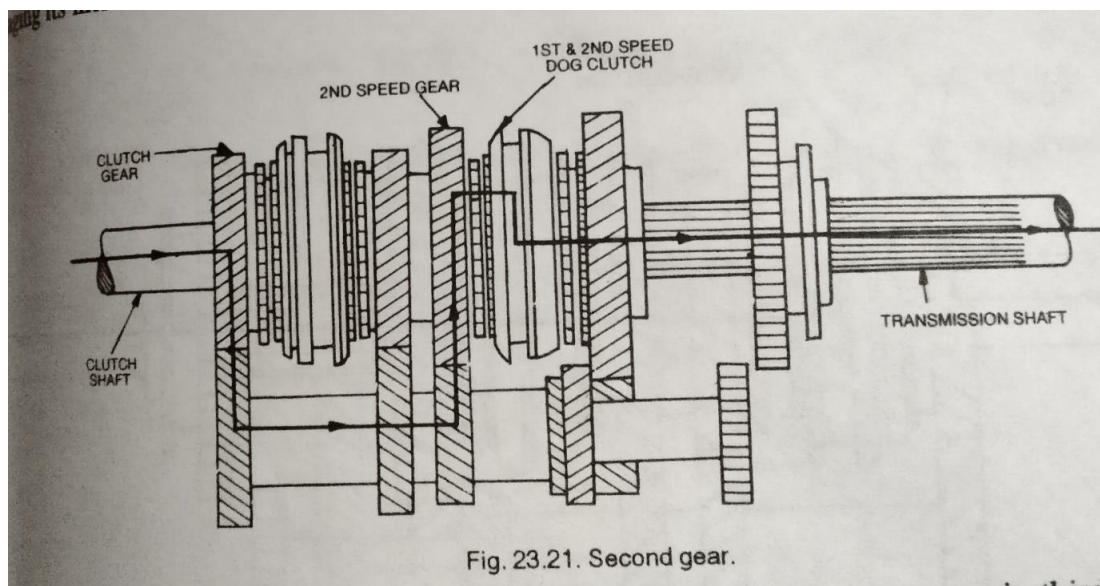 1ST & 2ND SPEED
DOG CLUTCH
2ND SPEED GEAR
CLUTCH
GEAR
CLUTCH
SHAFT
TRANSMISSION SHAFT
Fig. 23.21. Second gear.